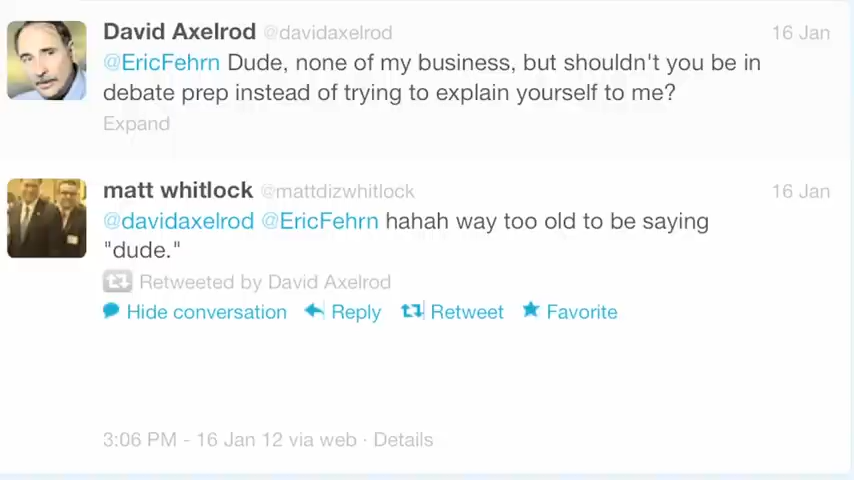 David Axelrod @davidaxelrod 16 Jan
@EricFehrn Dude, none of my business, but shouldn't you be in
debate prep instead of trying to explain yourself to me?
Expand
matt whitlock @mattdizwhitlock 16 Jan
@davidaxelrod @EricFehrn hahah way too old to be saying
"dude."
Retweeted by David Axelrod
Hide conversation Reply Retweet Favorite
3:06 PM - 16 Jan 12 via web · Details